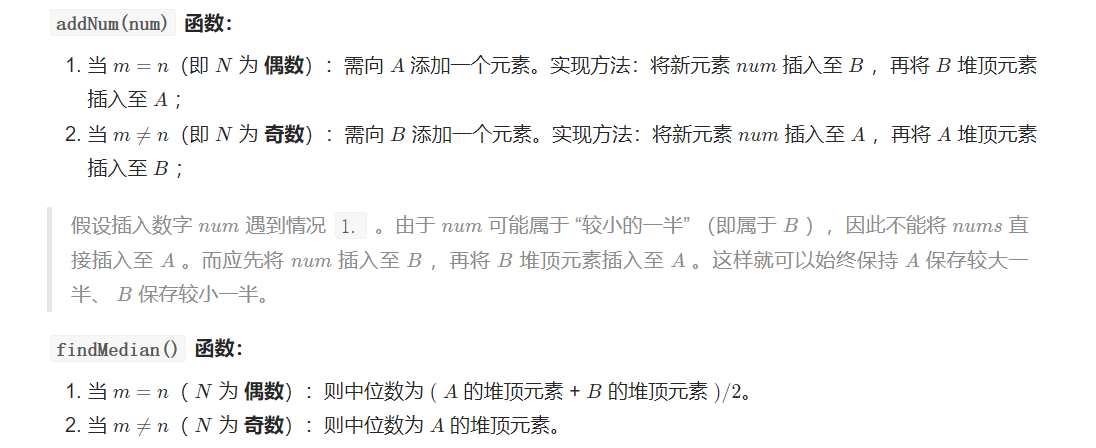 addNum(num) 函数：
1. 当 m = n（即 N 为 偶数）：需向 A 添加一个元素。实现方法：将新元素 num 插入至 B ，再将 B 堆顶元素
插入至 A ；
2. 当 m ≠ n（即 N 为 奇数）：需向 B 添加一个元素。实现方法：将新元素 num 插入至 A ，再将 A 堆顶元素
插入至 B ；
假设插入数字 num 遇到情况 1. 。由于 num 可能属于 “较小的一半” （即属于 B ），因此不能将 nums 直
接插入至 A 。而应先将 num 插入至 B ，再将 B 堆顶元素插入至 A 。这样就可以始终保持 A 保存较大一
半、 B 保存较小一半。
findMedian() 函数：
1. 当 m = n（ N 为 偶数）：则中位数为 ( A 的堆顶元素 + B 的堆顶元素 )/2。
2. 当 m ≠ n（ N 为 奇数）：则中位数为 A 的堆顶元素。